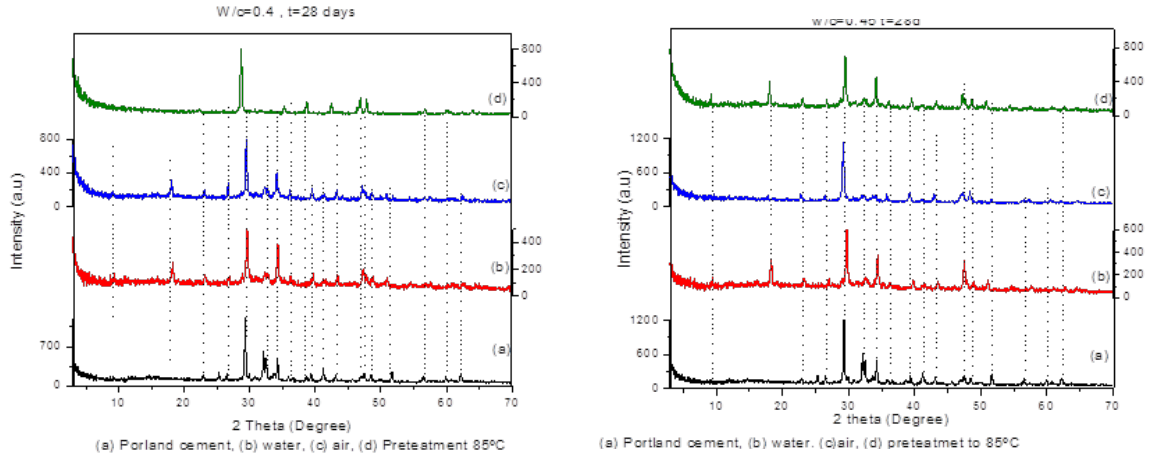 W/c=0.4 , t=28 days
800
400
0
(d)
800
400
0
(c)
400
200
0
(b)
700
0
(a)
Intensity (a.u)
10 20 30 40 50 60 70
2 Theta (Degree)
(a) Porland cement, (b) water, (c) air, (d) Preteatment 85ºC
w/c=0.45 t=28d
800
400
0
(d)
1200
600
0
(c)
600
400
200
0
(b)
1200
600
0
(a)
Intensity (a.u)
10 20 30 40 50 60 70
2 Theta (Degree)
(a) Portland cement, (b) water. (c)air, (d) preteatmet to 85ºC